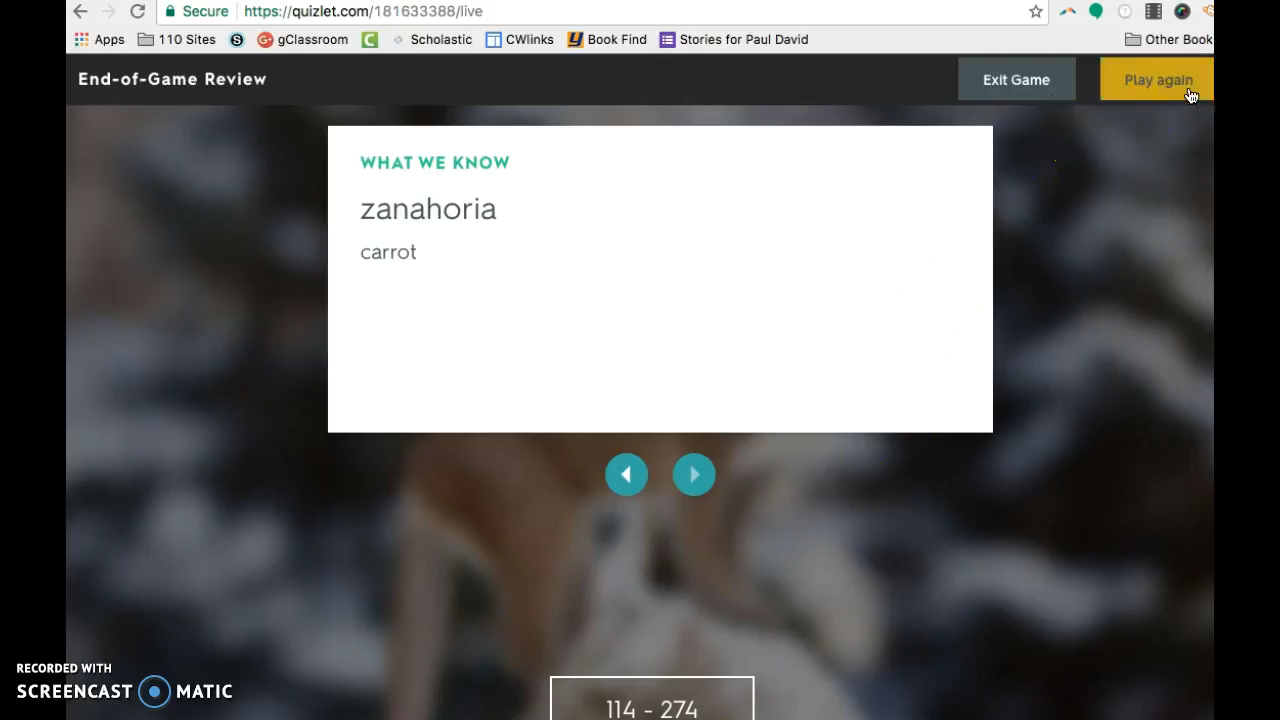 Secure https://quizlet.com/181633388/live
Apps 110 Sites S gClassroom C Scholastic CWlinks Book Find Stories for Paul David Other Book
End-of-Game Review Exit Game Play again
WHAT WE KNOW
zanahoria
carrot
114 - 274
RECORDED WITH
SCREENCAST MATIC